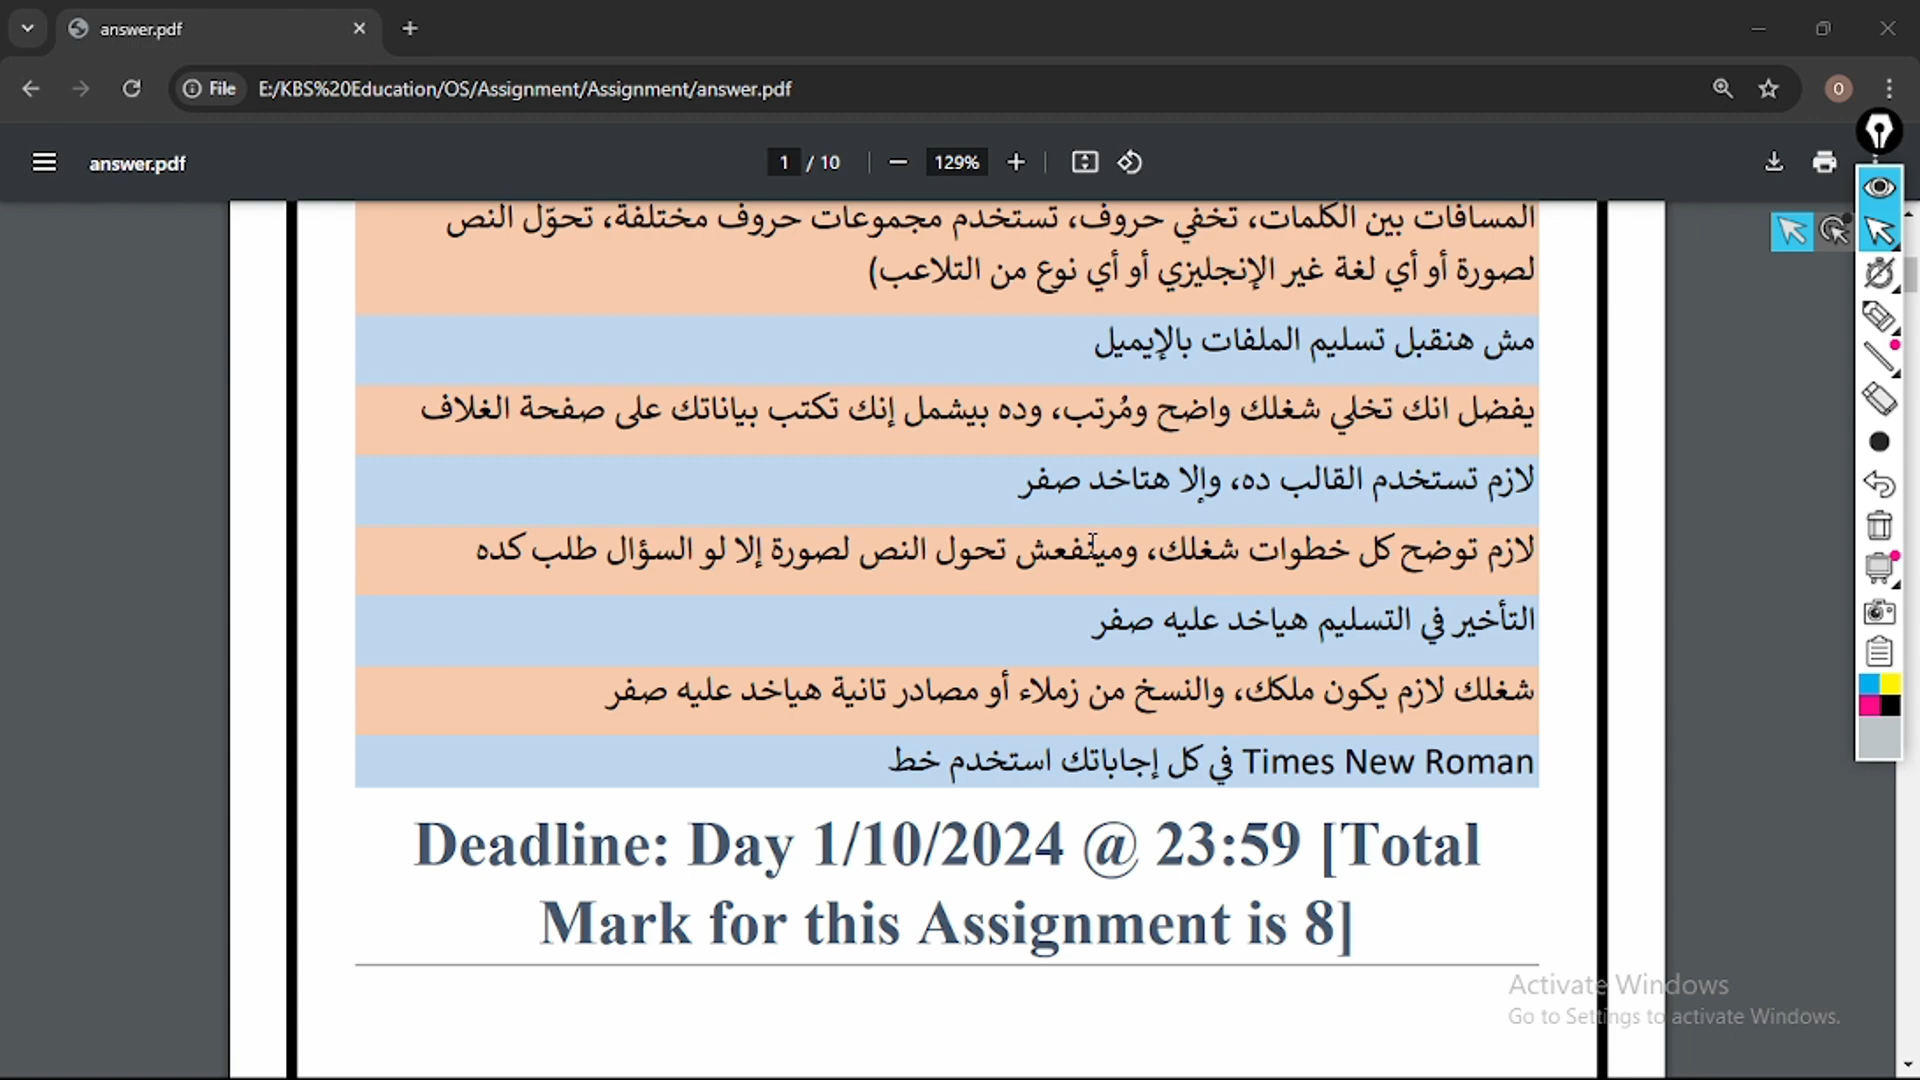 answer.pdf
File
E:/KBS%20Education/OS/Assignment/Assignment/answer.pdf
O
answer.pdf
1 / 10
129%
المسافات بين الكلمات، تخفي حروف، تستخدم مجموعات حروف مختلفة، تحوّل النص
لصورة أو أي لغة غير الإنجليزي أو أي نوع من التلاعب)
مش هنقبل تسليم الملفات بالإيميل
يفضل انك تخلي شغلك واضح ومُرتب، وده بيشمل إنك تكتب بياناتك على صفحة الغلاف
لازم تستخدم القالب ده، وإلا هتاخد صفر
لازم توضح كل خطوات شغلك، ومينفعش تحول النص لصورة إلا لو السؤال طلب كده
التأخير في التسليم هياخد عليه صفر
شغلك لازم يكون ملكك، والنسخ من زملاء أو مصادر تانية هياخد عليه صفر
Times New Roman في كل إجاباتك استخدم خط
Deadline: Day 1/10/2024 @ 23:59 [Total
Mark for this Assignment is 8]
Activate Windows
Go to Settings to activate Windows.